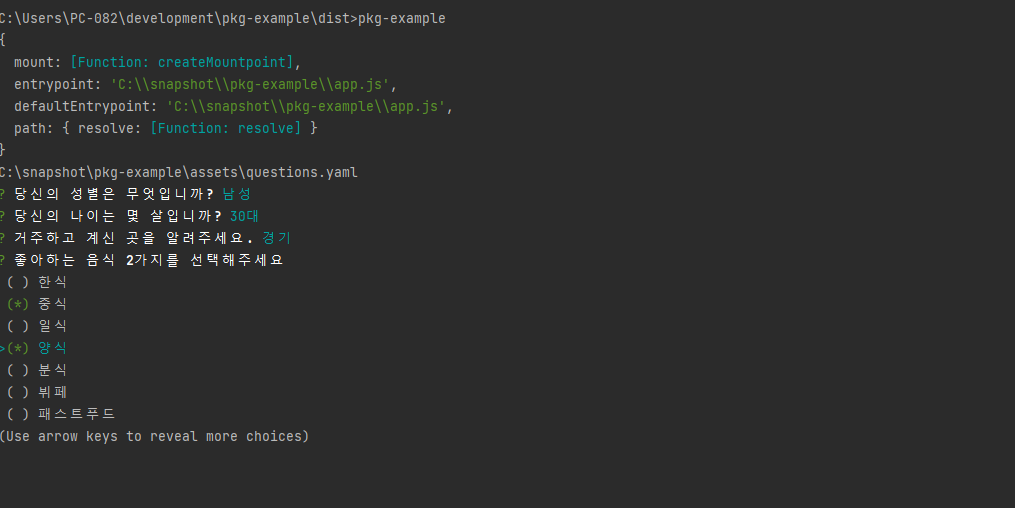 C:\Users\PC-082\development\pkg-example\dist>pkg-example
{
  mount: [Function: createMountpoint],
  entrypoint: 'C:\\snapshot\\pkg-example\\app.js',
  defaultEntrypoint: 'C:\\snapshot\\pkg-example\\app.js',
  path: { resolve: [Function: resolve] }
}
C:\snapshot\pkg-example\assets\questions.yaml
? 당신의 성별은 무엇입니까? 남성
? 당신의 나이는 몇 살입니까? 30대
? 거주하고 계신 곳을 알려주세요. 경기
? 좋아하는 음식 2가지를 선택해주세요
 ( ) 한식
 (*) 중식
 ( ) 일식
>(*) 양식
 ( ) 분식
 ( ) 뷔페
 ( ) 패스트푸드
(Use arrow keys to reveal more choices)